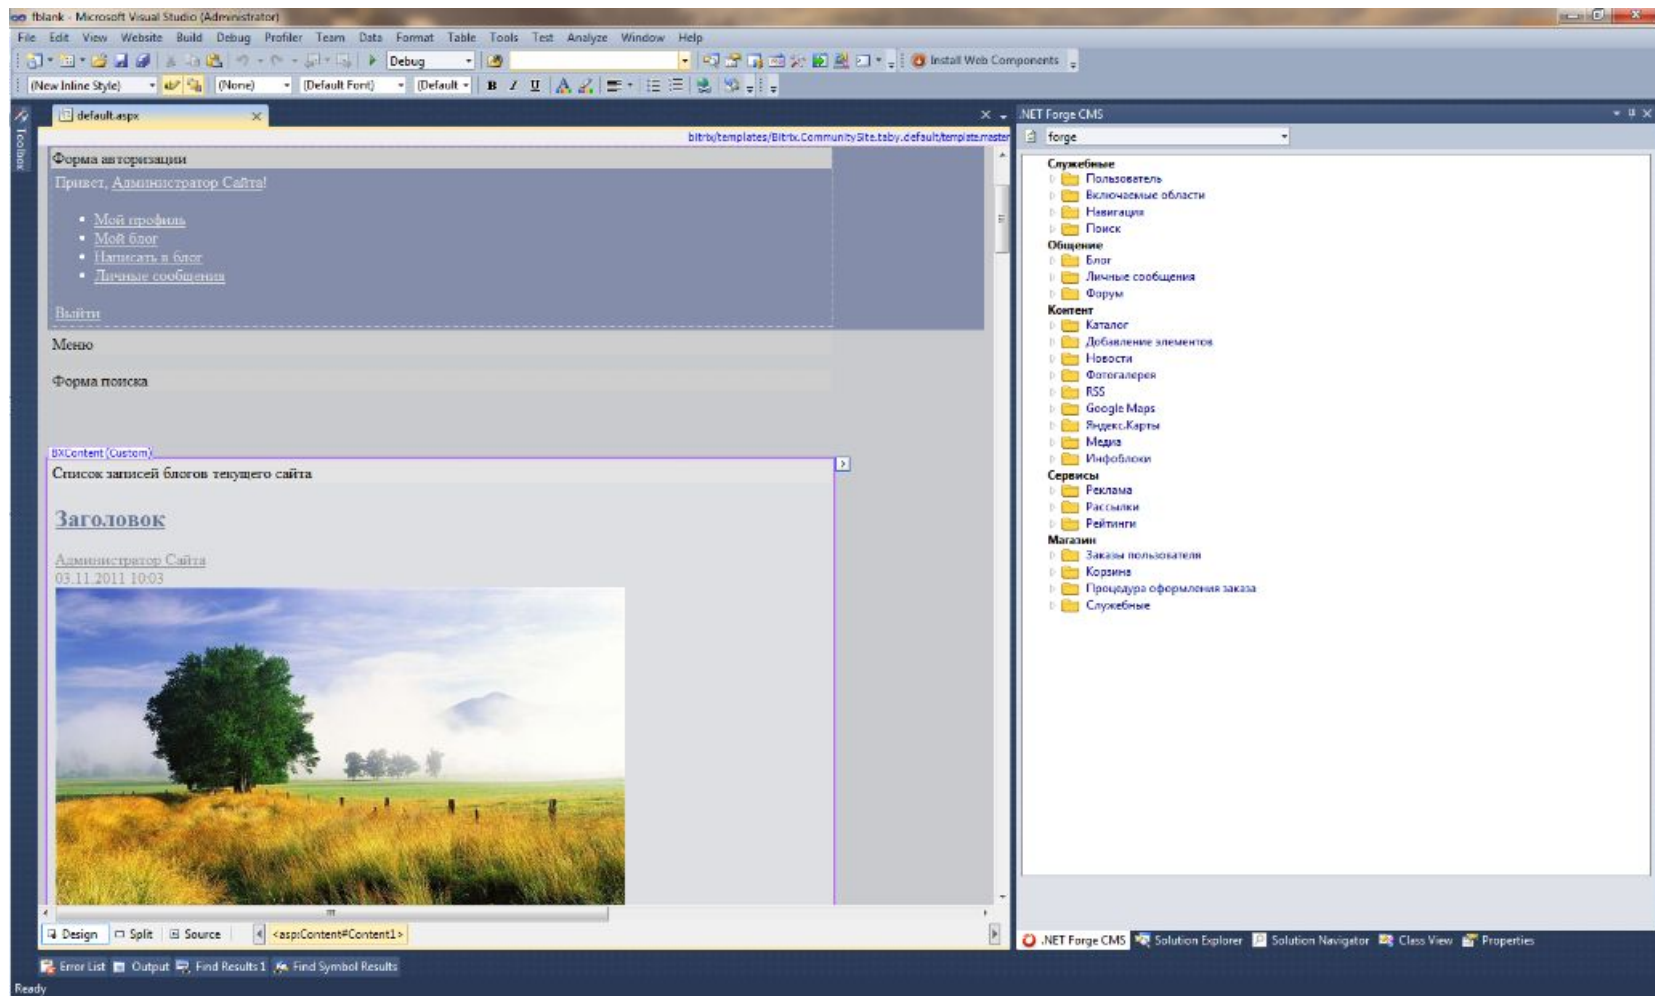 fblank - Microsoft Visual Studio (Administrator)
File Edit View Website Build Debug Profiler Team Data Format Table Tools Test Analyze Window Help
Debug
Install Web Components
(New Inline Style) (None) (Default Font) (Default B I U
Toolbox
default.aspx
bitrix/templates/Bitrix.CommunitySite.taby.default/template.master
Форма авторизации
Привет, Администратор Сайта!
Мой профиль
Мой блог
Написать в блог
Личные сообщения
Выйти
Меню
Форма поиска
BXContent (Custom)
Список записей блогов текущего сайта
Заголовок
Администратор Сайта
03.11.2011 10:03
Design Split Source <asp:Content#Content1>
.NET Forge CMS
forge
Служебные
Пользователь
Включаемые области
Навигация
Поиск
Общение
Блог
Личные сообщения
Форум
Контент
Каталог
Добавление элементов
Новости
Фотогалерея
RSS
Google Maps
Яндекс.Карты
Медиа
Инфоблоки
Сервисы
Реклама
Рассылки
Рейтинги
Магазин
Заказы пользователя
Корзина
Процедура оформления заказа
Служебные
.NET Forge CMS Solution Explorer Solution Navigator Class View Properties
Error List Output Find Results 1 Find Symbol Results
Ready